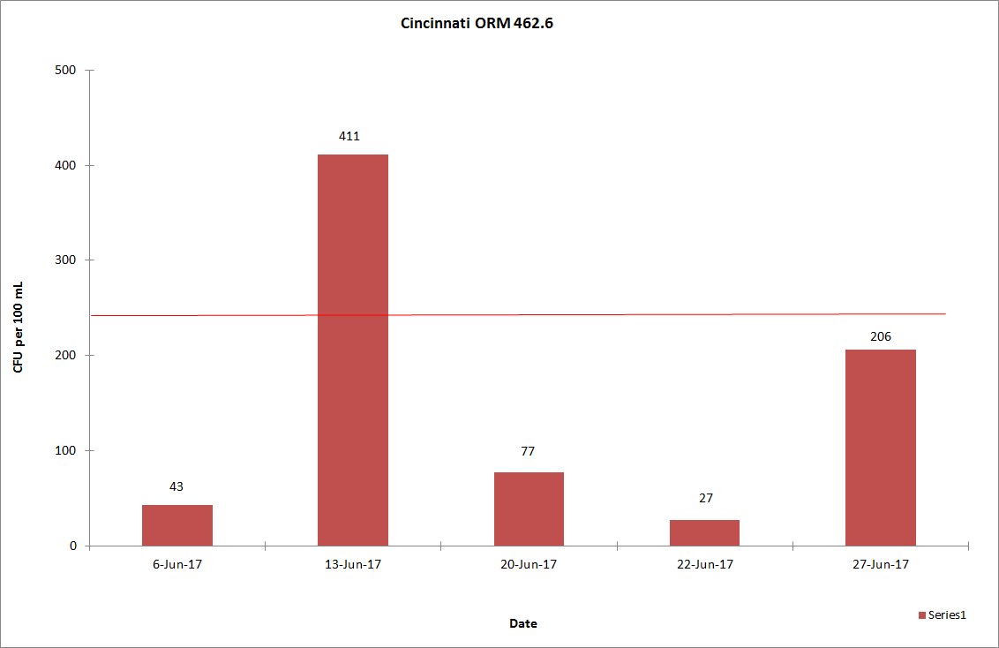 Cincinnati ORM 462.6
500
400
300
200
100
0
CFU per 100 mL
43
411
77
27
206
6-Jun-17
13-Jun-17
20-Jun-17
22-Jun-17
27-Jun-17
Date
Series1